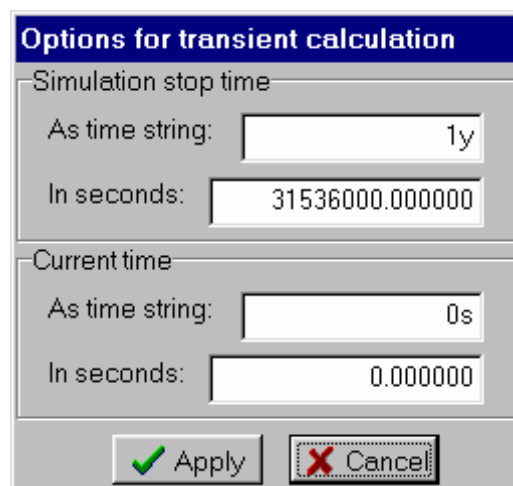 Options for transient calculation
Simulation stop time
As time string: 1y
In seconds: 31536000.000000
Current time
As time string: 0s
In seconds: 0.000000
Apply Cancel